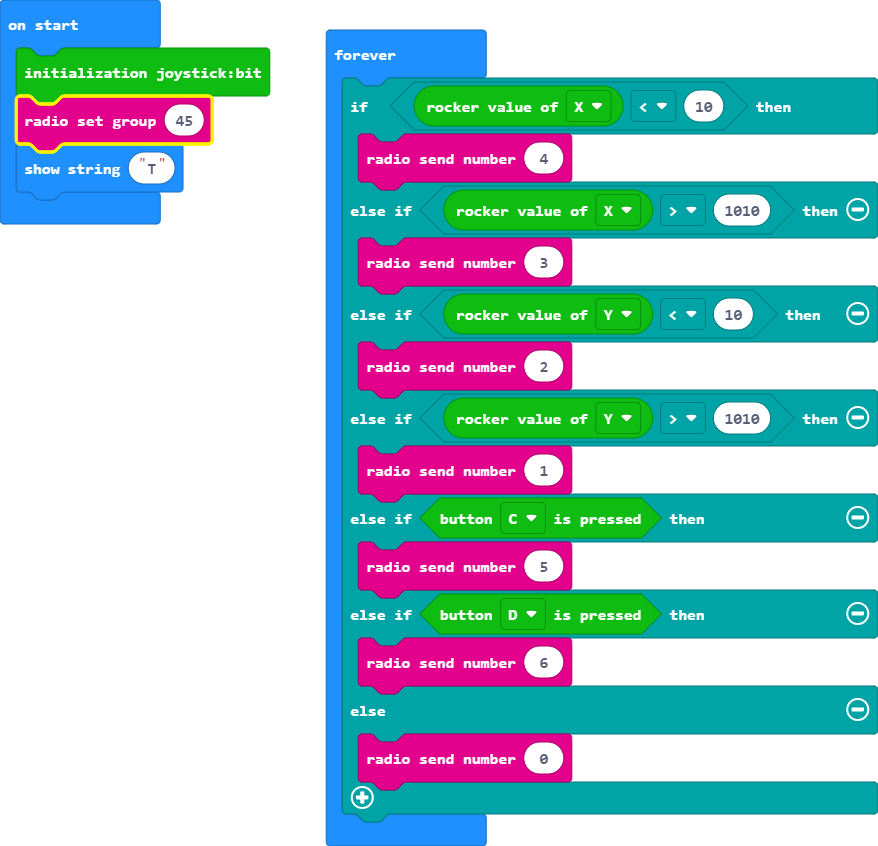 on start
initialization joystick:bit
radio set group 45
show string "T"
forever
if rocker value of X < 10 then
radio send number 4
else if rocker value of X > 1010 then
radio send number 3
else if rocker value of Y < 10 then
radio send number 2
else if rocker value of Y > 1010 then
radio send number 1
else if button C is pressed then
radio send number 5
else if button D is pressed then
radio send number 6
else
radio send number 0